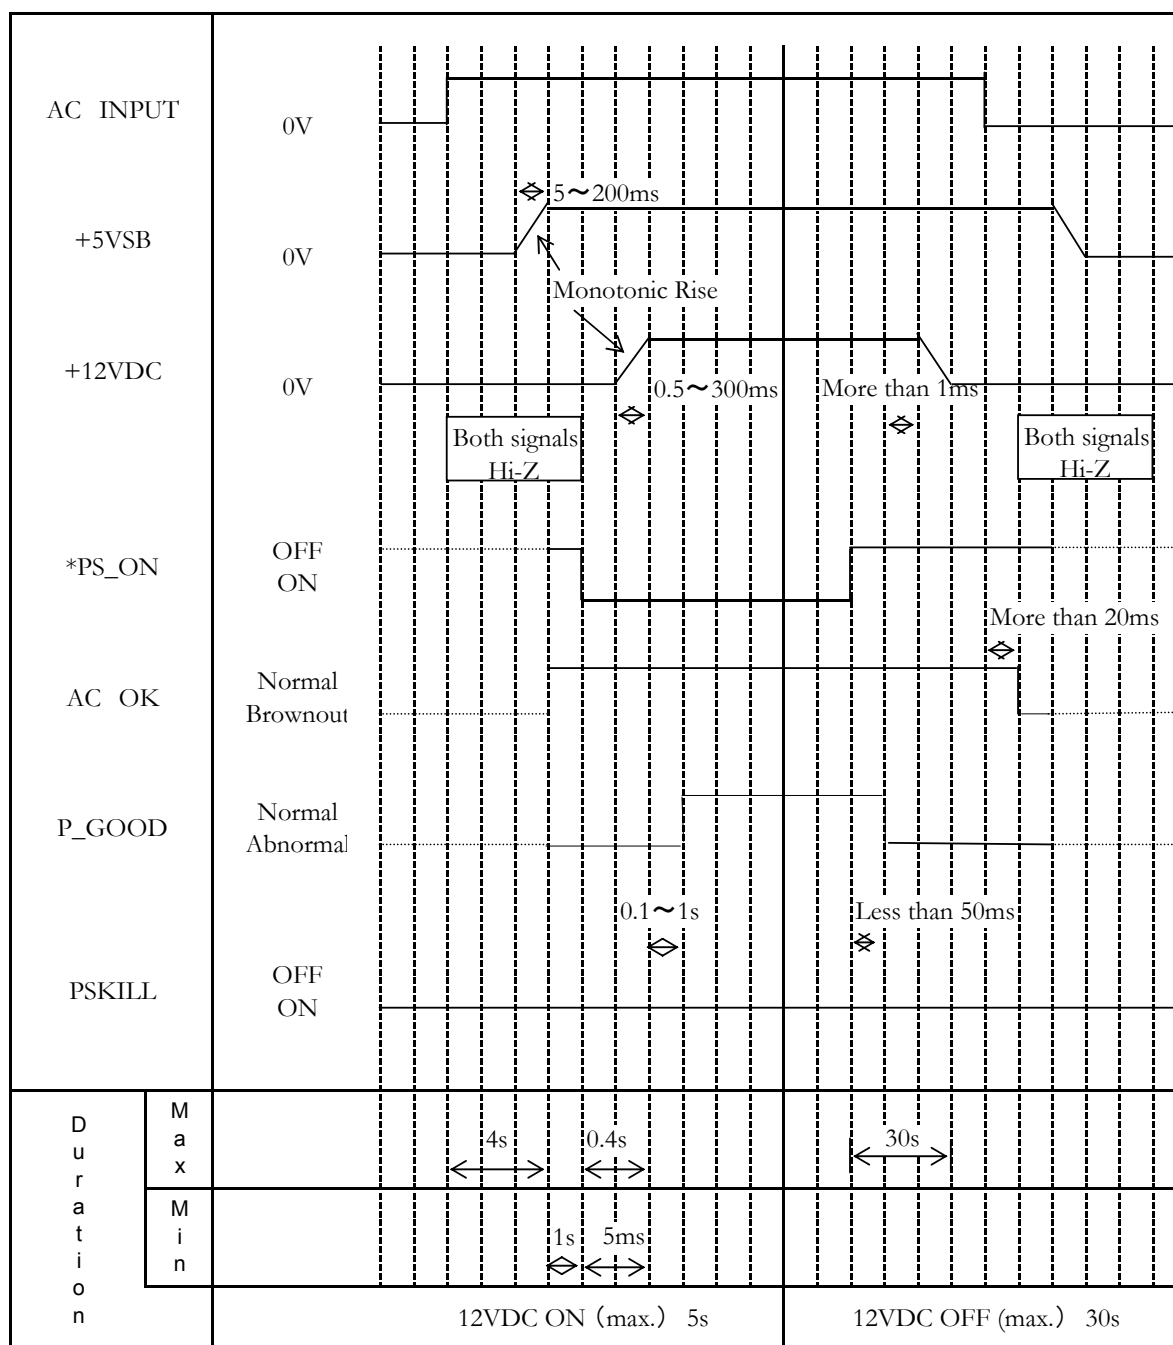 AC INPUT
0V
5～200ms
+5VSB
0V
Monotonic Rise
+12VDC
0V
0.5～300ms
More than 1ms
Both signals
Hi-Z
Both signals
Hi-Z
*PS_ON
OFF
ON
More than 20ms
AC OK
Normal
Brownout
P_GOOD
Normal
Abnormal
0.1～1s
Less than 50ms
PSKILL
OFF
ON
Duration
Max
4s
0.4s
30s
Min
1s
5ms
12VDC ON（max.） 5s
12VDC OFF (max.） 30s